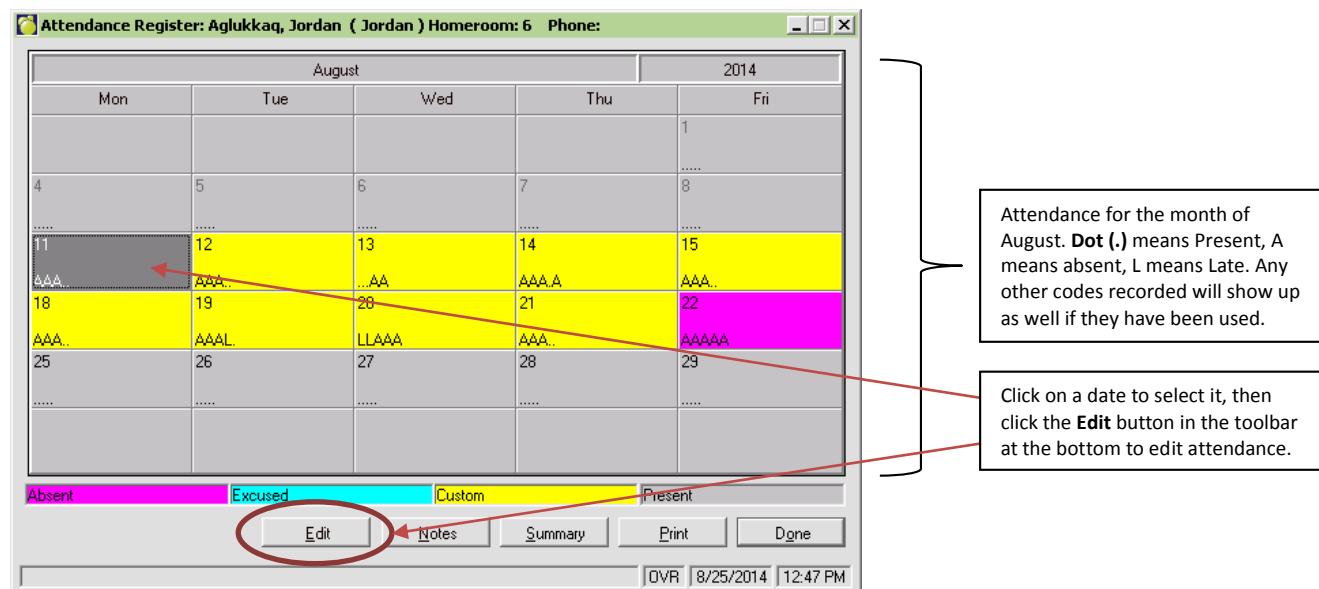 Attendance Register: Aglukkaq, Jordan ( Jordan ) Homeroom: 6 Phone:
August 2014
Mon Tue Wed Thu Fri
1
.....
4 5 6 7 8
..... ..... ..... ..... .....
11 12 13 14 15
AAA.. AAA.. ...AA AAA.A AAA..
18 19 20 21 22
AAA.. AAAL. LLAAA AAA.. AAAAA
25 26 27 28 29
..... ..... ..... ..... .....
Absent Excused Custom Present
Edit Notes Summary Print Done
OVR 8/25/2014 12:47 PM
Attendance for the month of
August. Dot (.) means Present, A
means absent, L means Late. Any
other codes recorded will show up
as well if they have been used.
Click on a date to select it, then
click the Edit button in the toolbar
at the bottom to edit attendance.